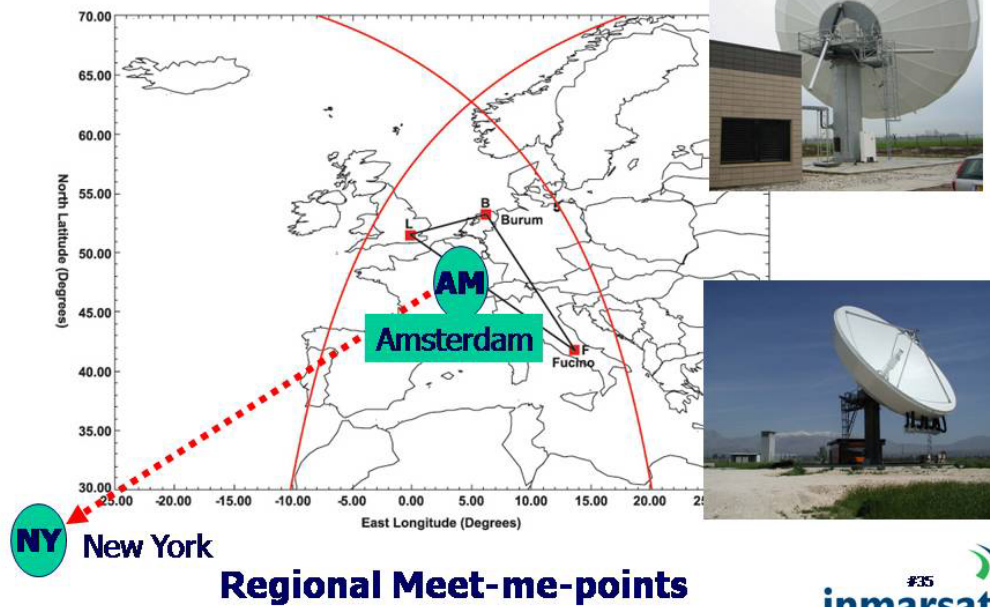 70.00
65.00
60.00
55.00
50.00
45.00
40.00
35.00
30.00
North Latitude (Degrees)
B
Burum
L
AM
Amsterdam
F
Fucino
-25.00 -20.00 -15.00 -10.00 -5.00 0.00 5.00 10.00 15.00 20.00
East Longitude (Degrees)
NY New York
Regional Meet-me-points
#35
inmarsat